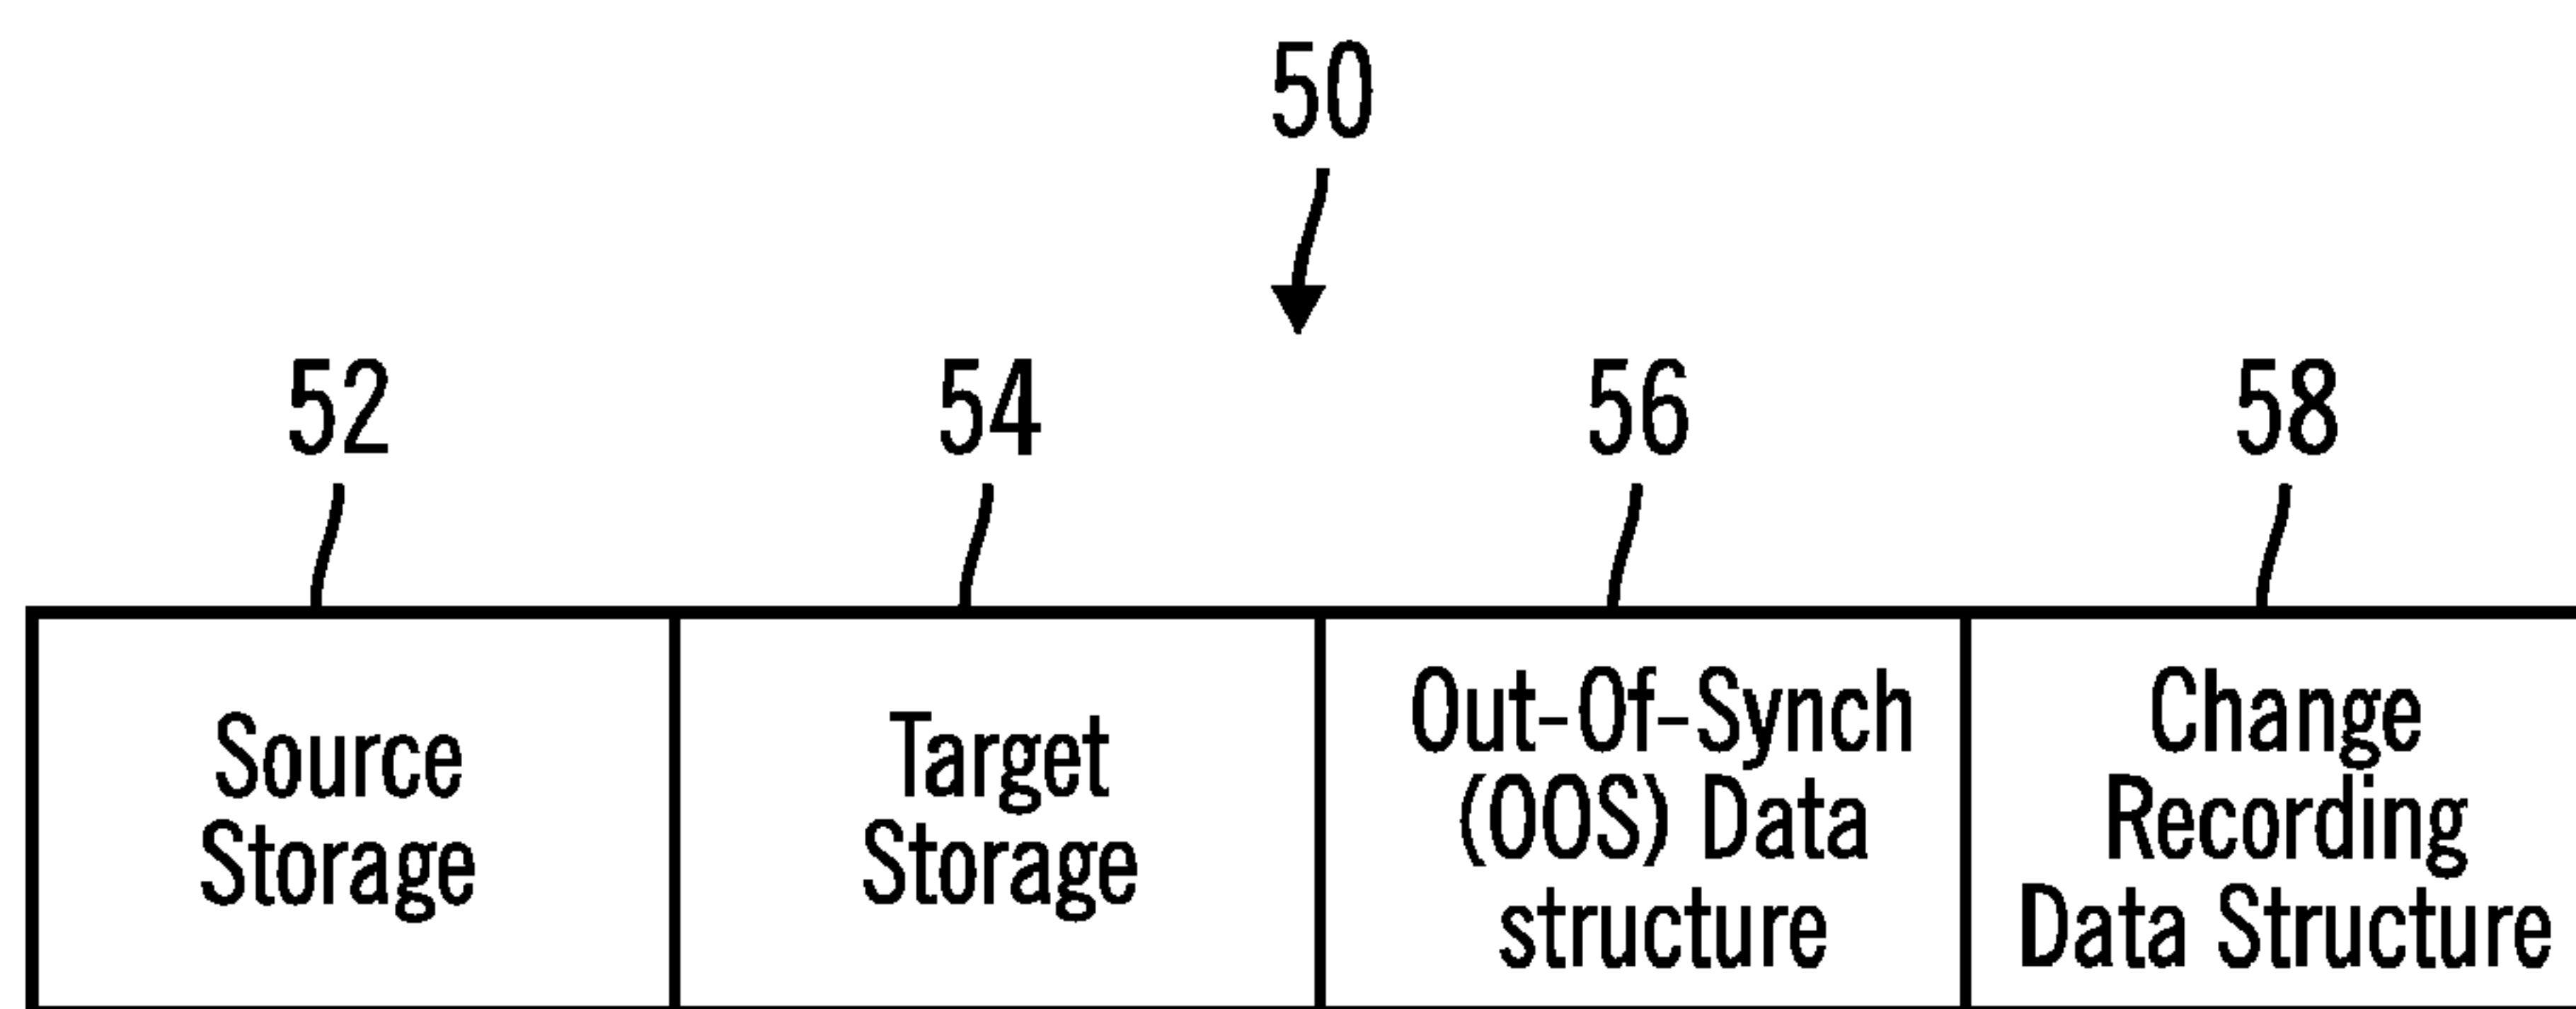 50
52
54
56
58
Source
Storage
Target
Storage
Out-Of-Synch
(OOS) Data
structure
Change
Recording
Data Structure